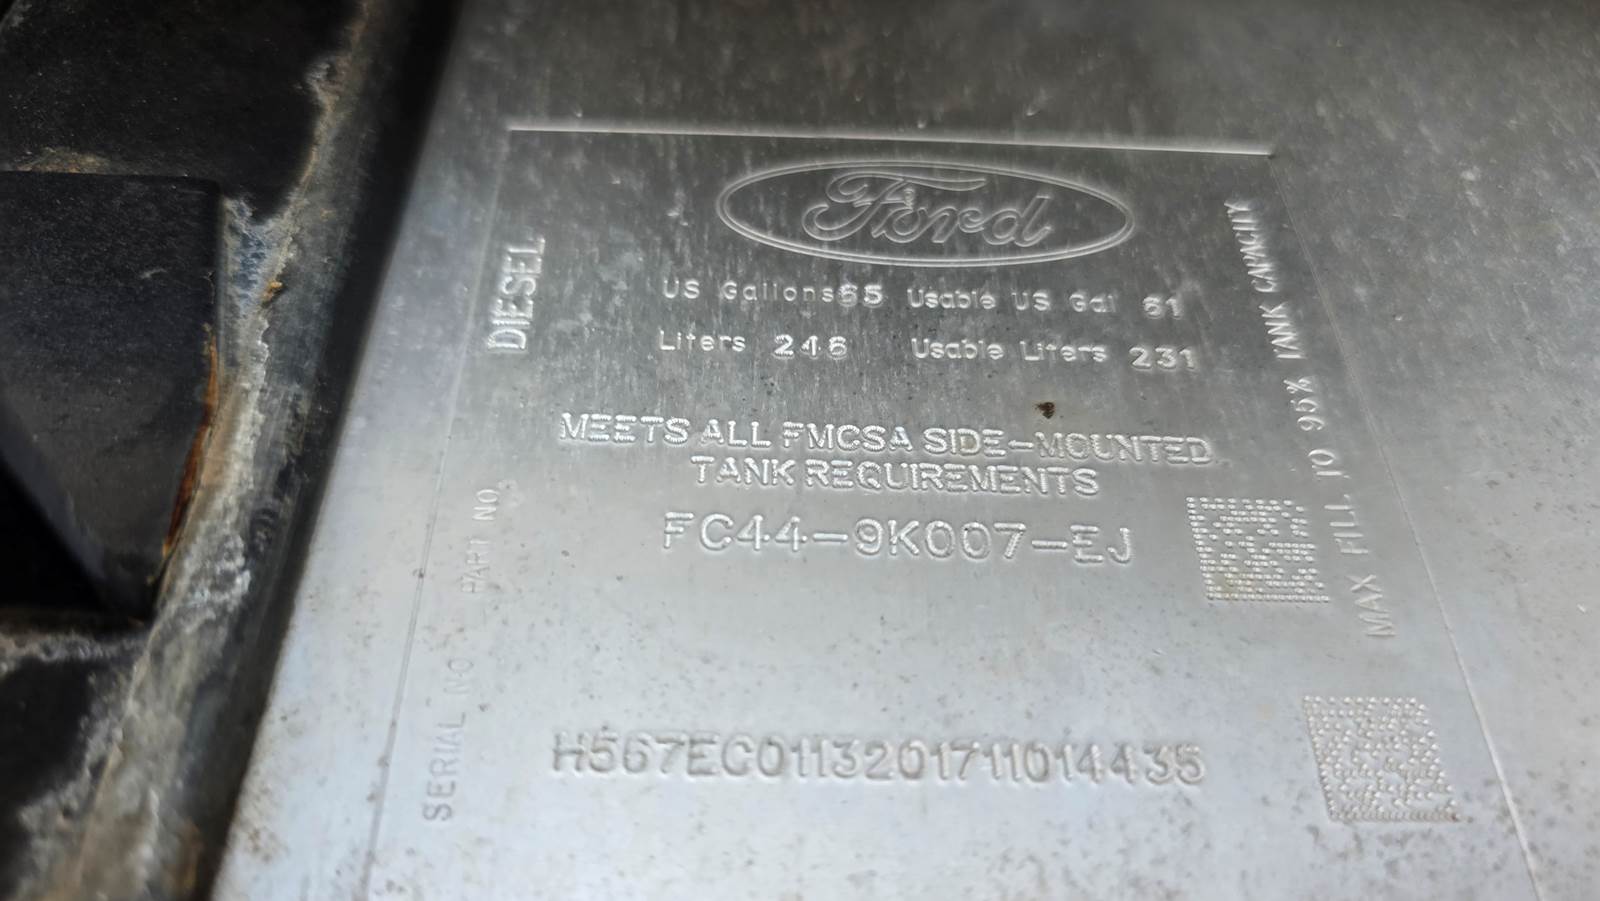 Ford
DIESEL
US Gallons 65 Usable US Gal 61
Liters 246 Usable Liters 231
MEETS ALL FMCSA SIDE-MOUNTED
TANK REQUIREMENTS
PART NO.
FC44-9K007-EJ
SERIAL NO
H567EC0113201711014435
MAX FILL TO 95% TANK CAPACITY